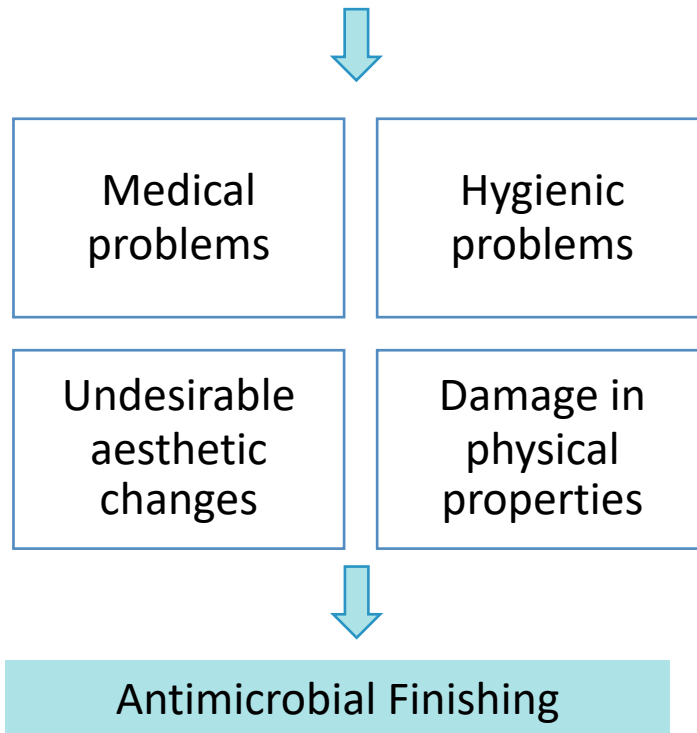 Medical
problems
Hygienic
problems
Undesirable
aesthetic
changes
Damage in
physical
properties
Antimicrobial Finishing